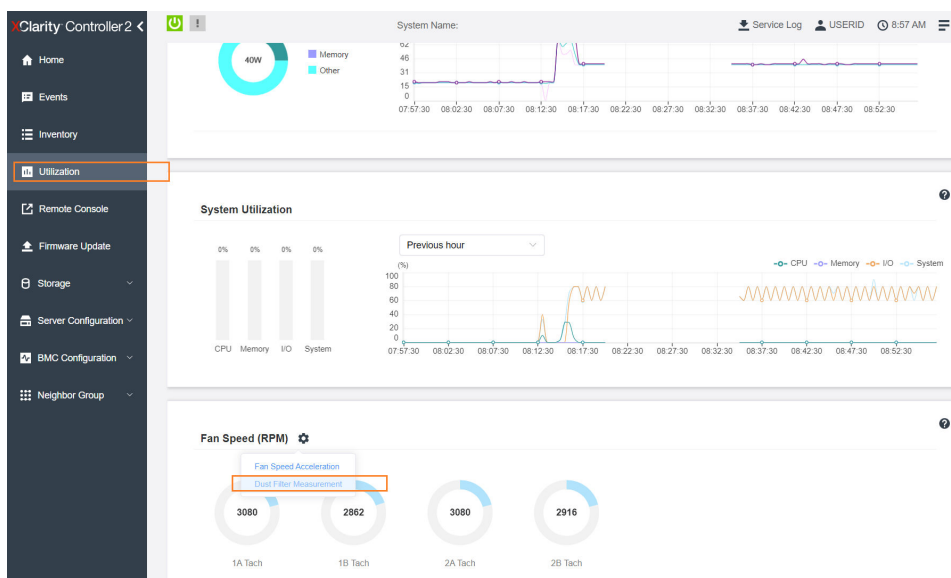 XClarity Controller 2
System Name:
Service Log
USERID
8:57 AM
Home
Events
Inventory
Utilization
Remote Console
Firmware Update
Storage
Server Configuration
BMC Configuration
Neighbor Group
40W
Memory
Other
62
46
31
15
0
07:57:30 08:02:30 08:07:30 08:12:30 08:17:30 08:22:30 08:27:30 08:32:30 08:37:30 08:42:30 08:47:30 08:52:30
System Utilization
0% 0% 0% 0%
CPU Memory I/O System
Previous hour
CPU Memory I/O System
(%)
100
80
60
40
20
0
07:57:30 08:02:30 08:07:30 08:12:30 08:17:30 08:22:30 08:27:30 08:32:30 08:37:30 08:42:30 08:47:30 08:52:30
Fan Speed (RPM)
Fan Speed Acceleration
Dust Filter Measurement
3080 2862 3080 2916
1A Tach 1B Tach 2A Tach 2B Tach